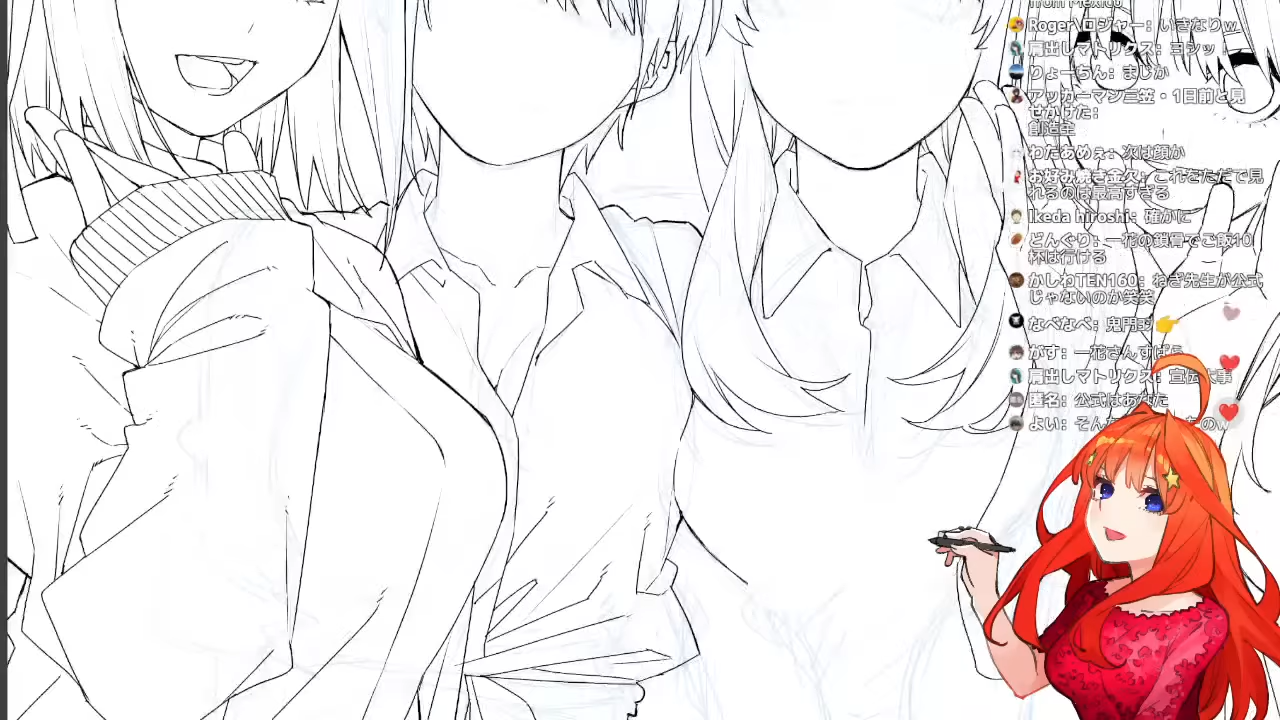 from Mexico
Roger\ロジャー: いきなりw
肩出しマトリクス: ヨシッ!
りょーちん: まじか
アッカーマン三笠・1日前と見
せかけた:
創造主
わたあめぇ: 次は顔か
お好み焼き金久: これをただで見
れるのは最高すぎる
Ikeda hiroshi: 確かに
どんぐり: 一花の鎖骨でご飯10
杯は行ける
かしわTEN160: ねぎ先生が公式
じゃないのか笑笑
なべなべ: 鬼門ヨ
がす: 一花さんすばら
肩出しマトリクス: 宣伝大事
匿名: 公式はあなた
よい: そん のw